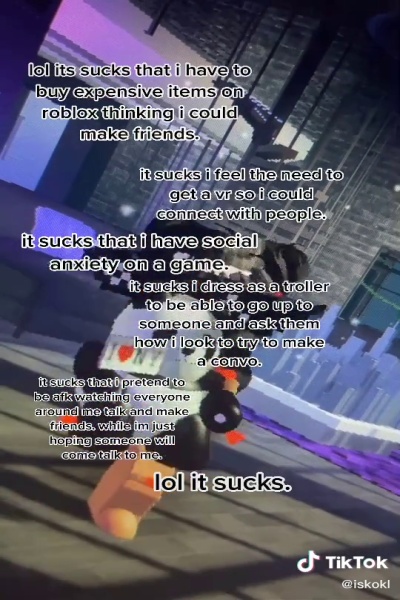 lol its sucks that i have to
buy expensive items on
roblox thinking i could
make friends.
it sucks i feel the need to
get a vr so i could
connect with people.
it sucks that i have social
anxiety on a game.
it sucks i dress as a troller
to be able to go up to
someone and ask them
how i look to try to make
a convo.
it sucks that i pretend to
be afk watching everyone
around me talk and make
friends. while im just
hoping someone will
come talk to me.
lol it sucks.
TikTok
@iskokl